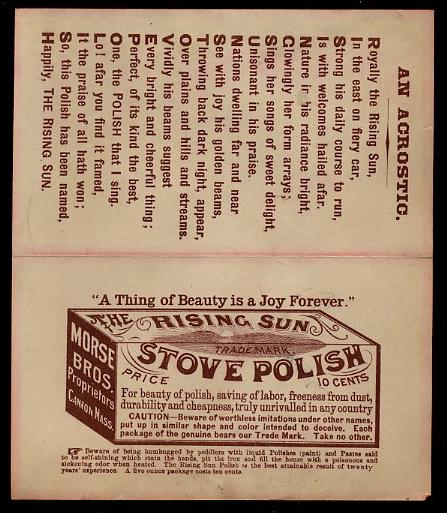 AN ACROSTIC.
Royally the Rising Sun,
In the east on fiery car,
Strong his daily course to run,
Is with welcomes hailed afar.
Nature in his radiance bright,
Glowingly her form arrays;
Sings her songs of sweet delight,
Unisonant in his praise.
Nations dwelling far and near
See with joy his golden beams,
Throwing back dark night, appear,
Over plains and hills and streams.
Vividly his beams suggest
Every bright and cheerful thing;
Perfect, of its kind the best,
One, the POLISH that I sing.
Lo! afar you find it famed,
It the praise of all hath won;
So, this Polish has been named,
Happily, THE RISING SUN.
"A Thing of Beauty is a Joy Forever."
THE RISING SUN
TRADE MARK.
STOVE POLISH
PRICE 10 CENTS
For beauty of polish, saving of labor, freeness from dust,
durability and cheapness, truly unrivalled in any country
CAUTION—Beware of worthless imitations under other names,
put up in similar shape and color intended to deceive. Each
package of the genuine bears our Trade Mark. Take no other.
MORSE
BROS.
Proprietors
CANTON, MASS.
☞ Beware of being humbugged by peddlers with liquid Polishes (paint) and Pastes said
to be self-shining which stain the hands, pit the iron and fill the house with a poisonous and
sickening odor when heated. The Rising Sun Polish is the best attainable result of twenty
years' experience. A five ounce package costs ten cents.